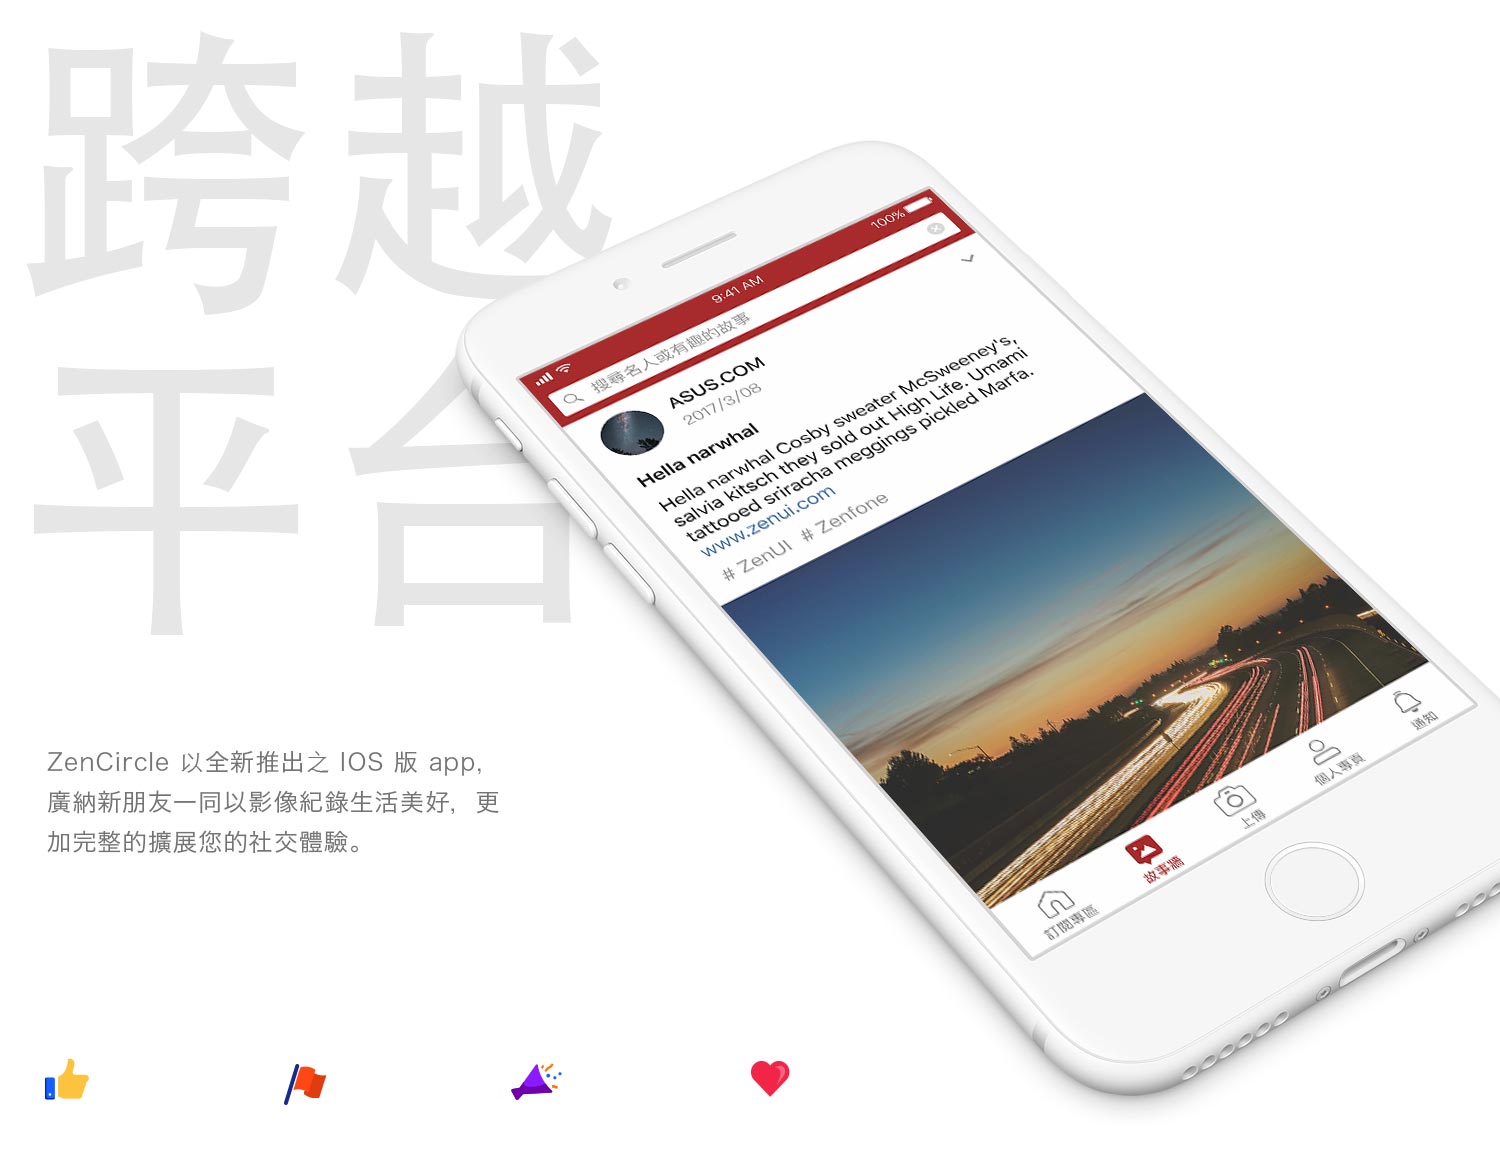 跨越
平台
ZenCircle 以全新推出之 IOS 版 app,
廣納新朋友一同以影像紀錄生活美好，更
加完整的擴展您的社交體驗。
9:41 AM
100%
搜尋名人或有趣的故事
ASUS.COM
2017/3/08
Hella narwhal
Hella narwhal Cosby sweater McSweeney's,
salvia kitsch they sold out High Life. Umami
tattooed sriracha meggings pickled Marfa.
www.zenui.com
# ZenUI # Zenfone
訂閱專區
故事牆
上傳
個人專頁
通知